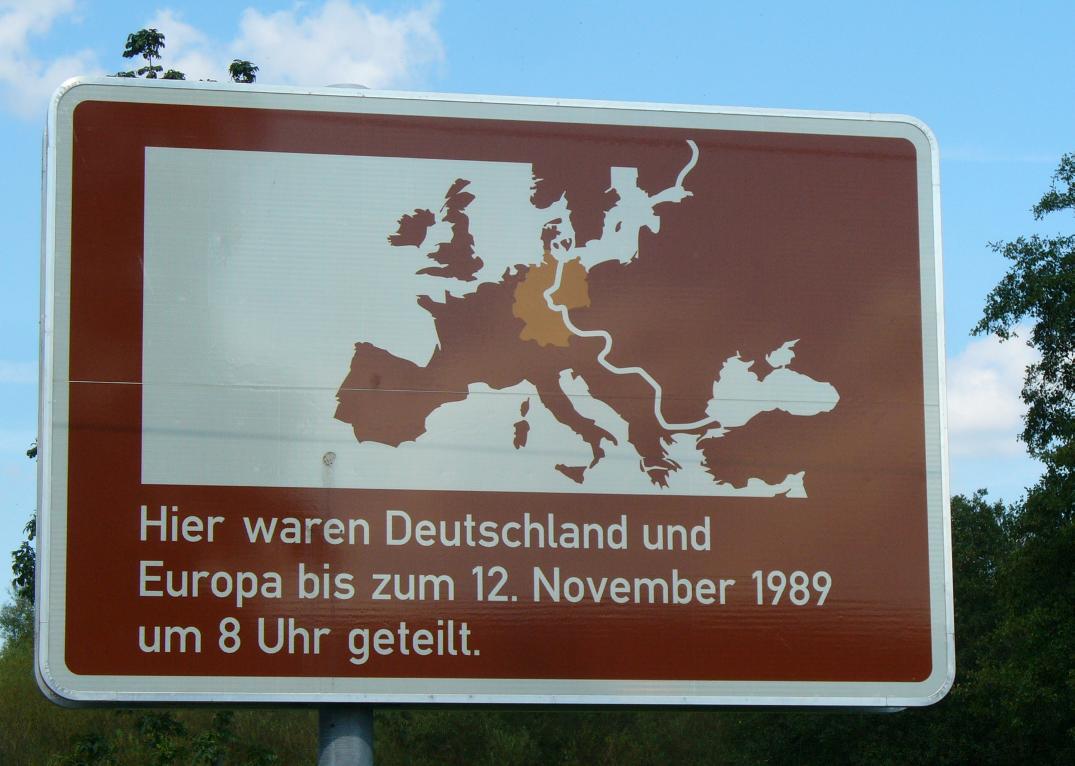 Hier waren Deutschland und
Europa bis zum 12. November 1989
um 8 Uhr geteilt.